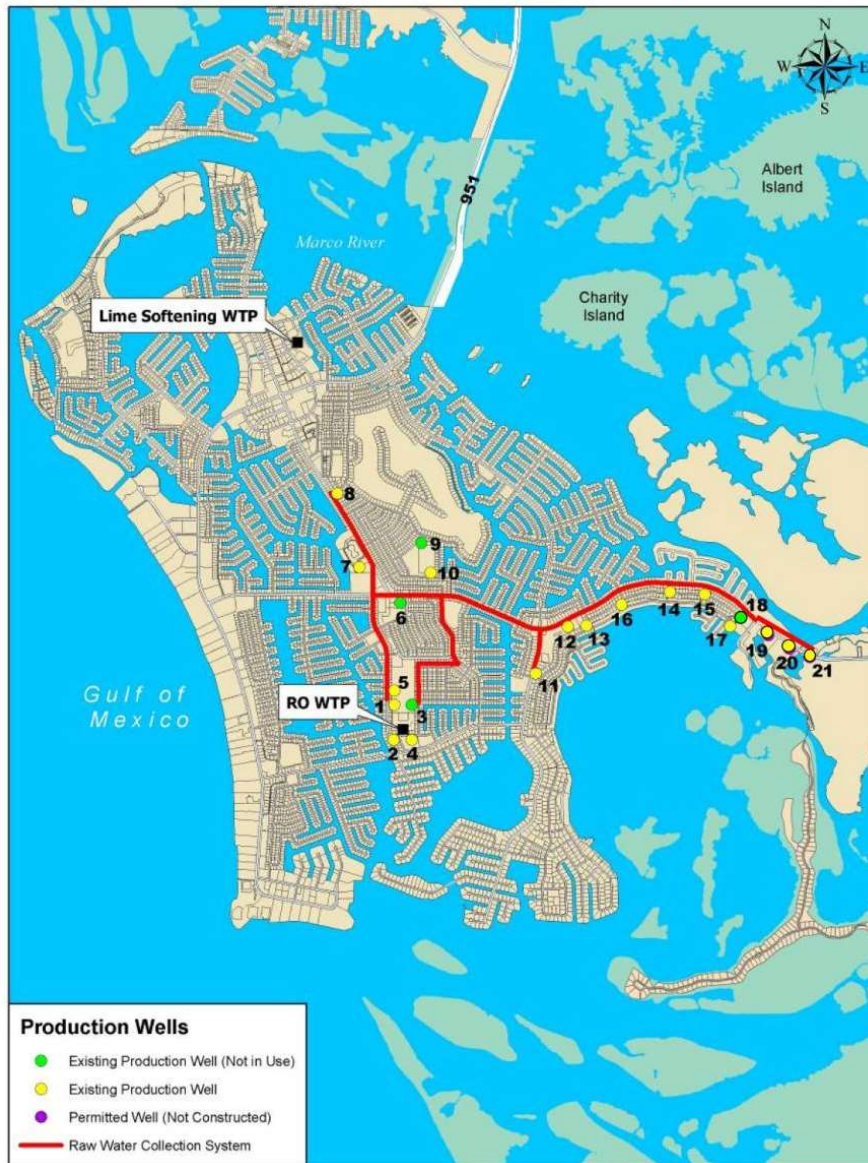 N
W E
S
951
Albert
Island
Marco River
Charity
Island
Lime Softening WTP
8
9
7
10
6
18
14
15
16
12
13
17
19
20
21
11
5
Gulf of
Mexico
RO WTP
1
3
2
4
Production Wells
Existing Production Well (Not in Use)
Existing Production Well
Permitted Well (Not Constructed)
Raw Water Collection System